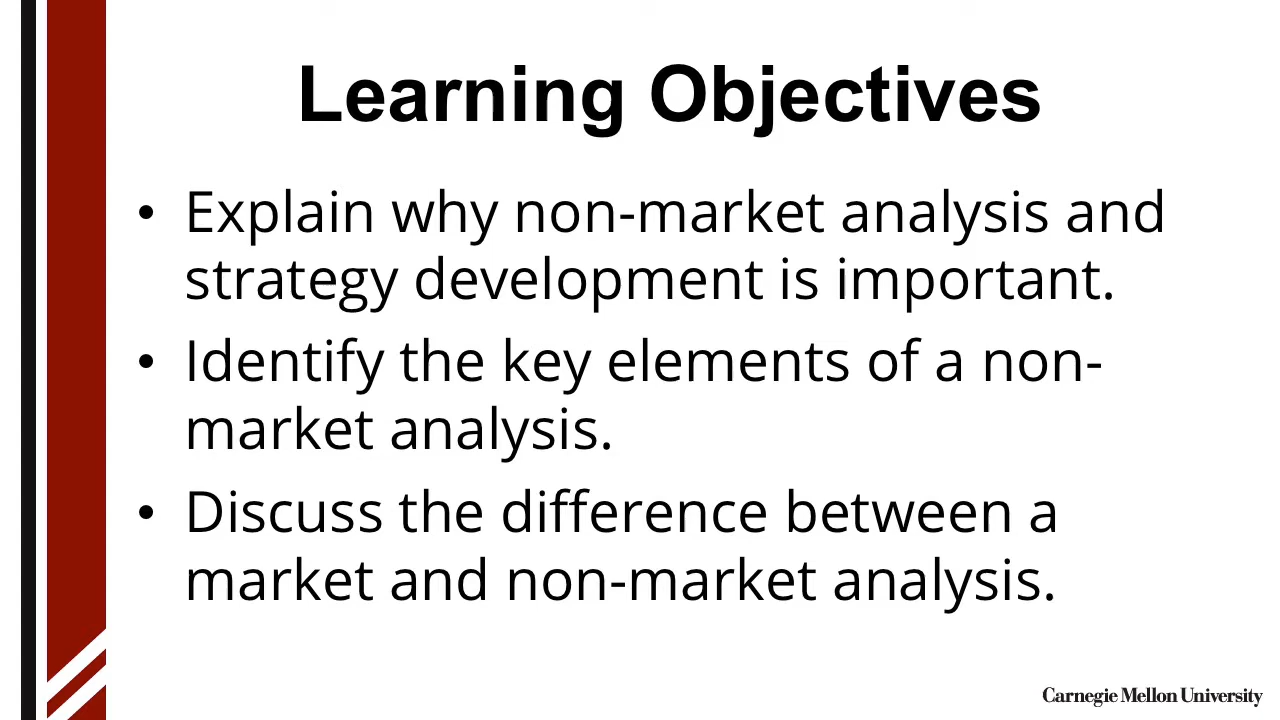 Learning Objectives
• Explain why non-market analysis and
strategy development is important.
• Identify the key elements of a non-
market analysis.
• Discuss the difference between a
market and non-market analysis.
Carnegie Mellon University